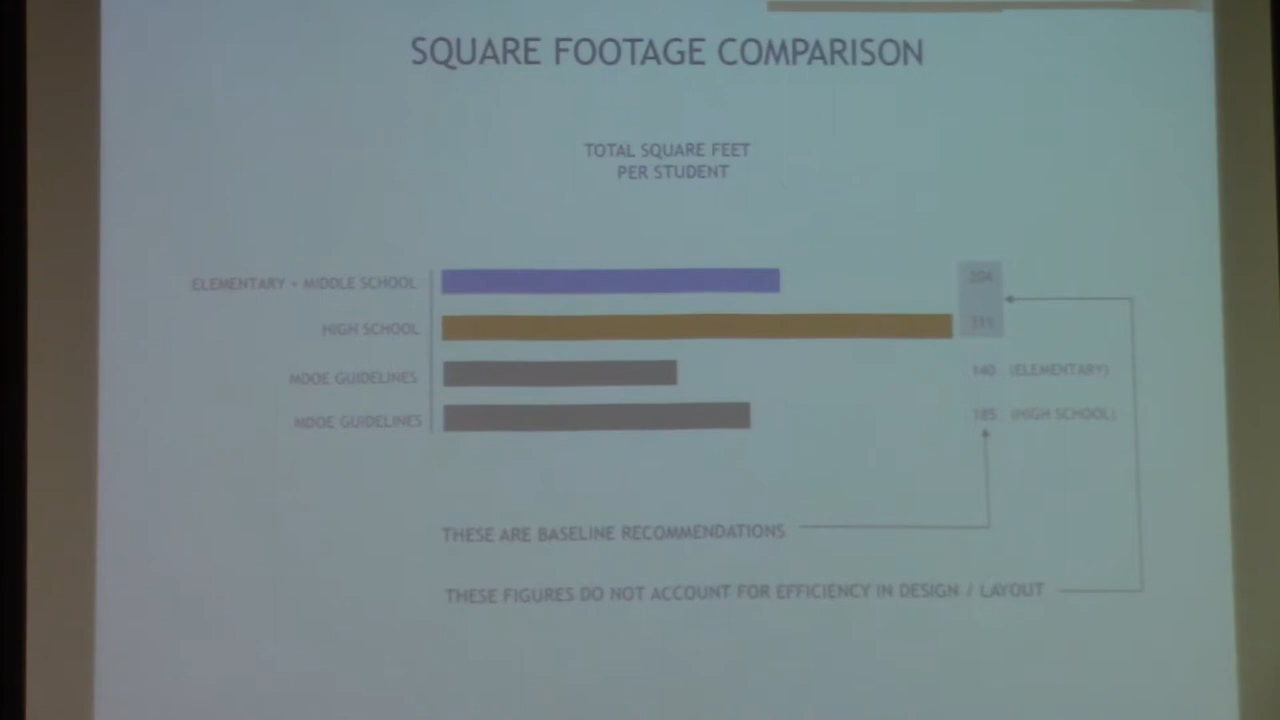 SQUARE FOOTAGE COMPARISON
TOTAL SQUARE FEET
PER STUDENT
ELEMENTARY + MIDDLE SCHOOL 204
HIGH SCHOOL
MDOE GUIDELINES 140 (ELEMENTARY)
MDOE GUIDELINES 185 (HIGH SCHOOL)
THESE ARE BASELINE RECOMMENDATIONS
THESE FIGURES DO NOT ACCOUNT FOR EFFICIENCY IN DESIGN / LAYOUT